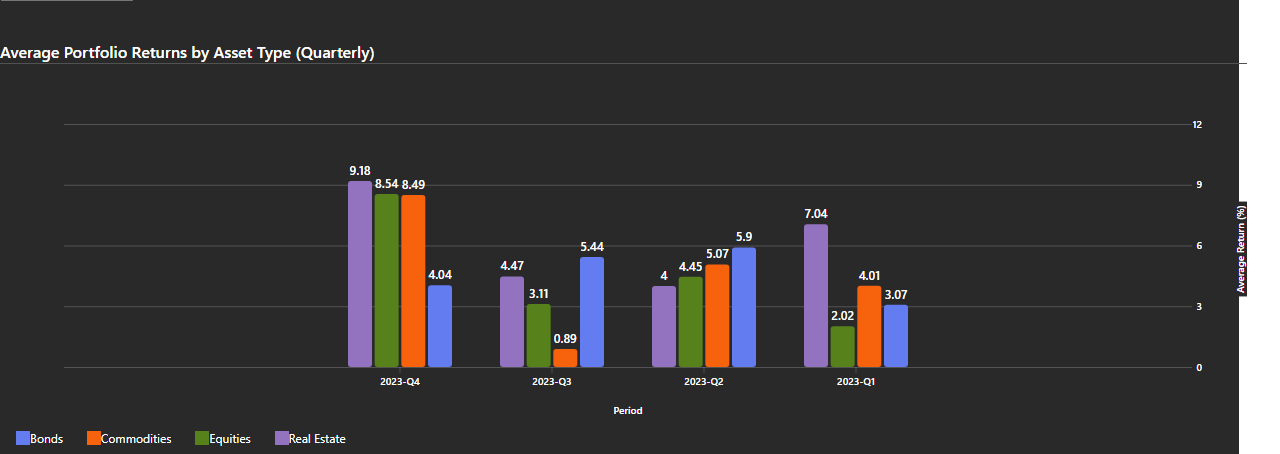 Average Portfolio Returns by Asset Type (Quarterly)
12
9
6
3
0
Average Return (%)
9.18
8.54
8.49
4.04
4.47
3.11
0.89
5.44
4
4.45
5.07
5.9
7.04
2.02
4.01
3.07
2023-Q4
2023-Q3
2023-Q2
2023-Q1
Period
Bonds
Commodities
Equities
Real Estate